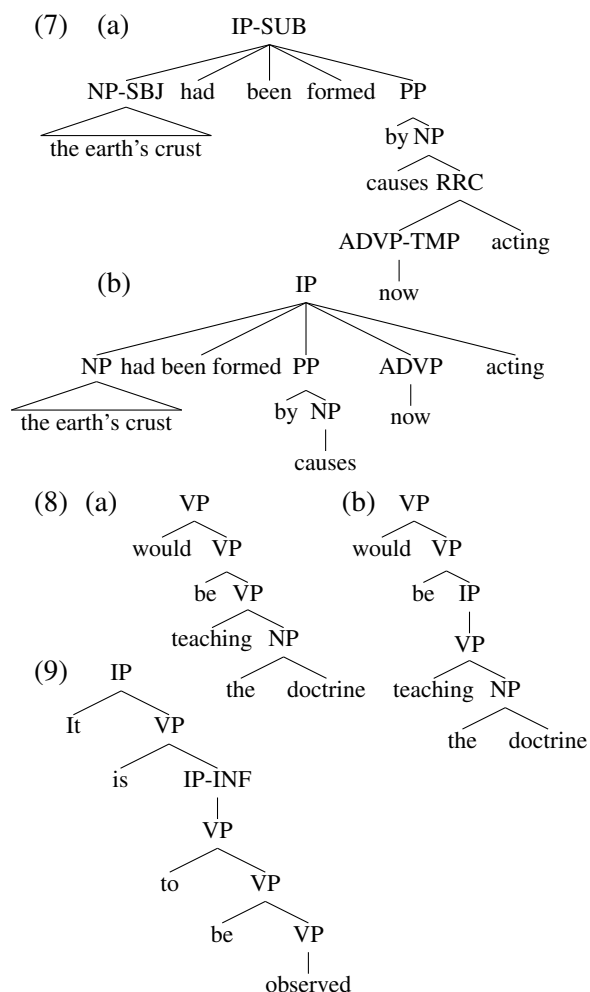 (7) (a) IP-SUB
NP-SBJ had been formed PP
the earth's crust
by NP
causes RRC
ADVP-TMP acting
now
(b) IP
NP had been formed PP ADVP acting
the earth's crust by NP now
causes
(8) (a) VP (b) VP
would VP would VP
be VP be IP
teaching NP VP
the doctrine teaching NP
the doctrine
(9) IP
It VP
is IP-INF
VP
to VP
be VP
observed